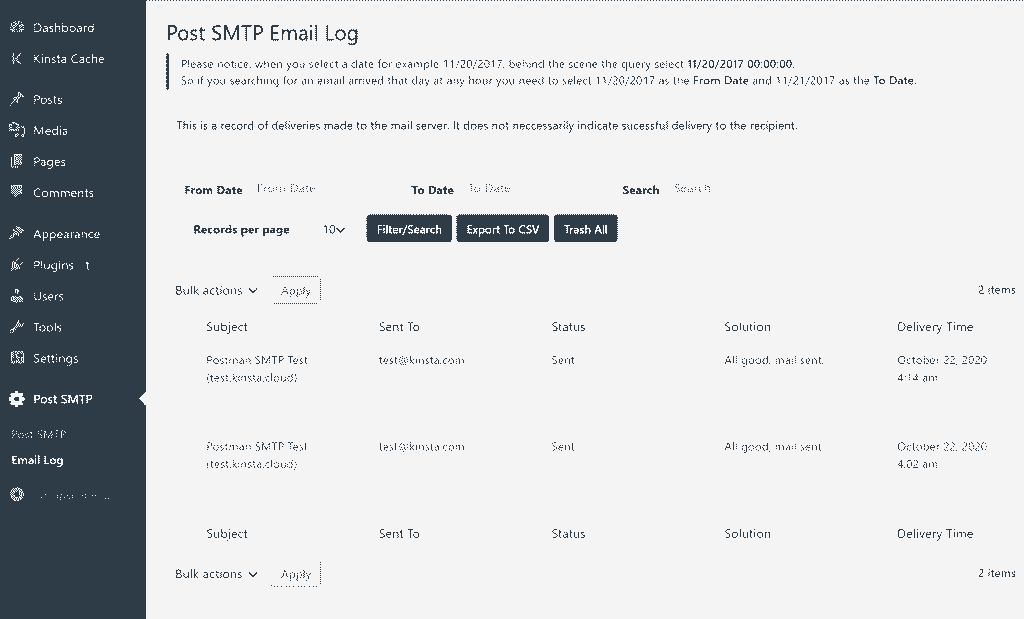 Dashboard
Kinsta Cache
Posts
Media
Pages
Comments
Appearance
Plugins
Users
Tools
Settings
Post SMTP
Post SMTP
Email Log
Post SMTP Email Log
Please notice, when you select a date for example 11/20/2017, behind the scene the query select 11/20/2017 00:00:00.
So if you searching for an email arrived that day at any hour you need to select 11/20/2017 as the From Date and 11/21/2017 as the To Date.
This is a record of deliveries made to the mail server. It does not neccessarily indicate sucessful delivery to the recipient.
From Date From Date To Date To Date Search Search
Records per page 10 Filter/Search Export To CSV Trash All
Bulk actions Apply 2 items
Subject Sent To Status Solution Delivery Time
Postman SMTP Test test@kinsta.com Sent All good, mail sent. October 22, 2020
(test.kinsta.cloud) 4:14 am
Postman SMTP Test test@kinsta.com Sent All good, mail sent. October 22, 2020
(test.kinsta.cloud) 4:02 am
Subject Sent To Status Solution Delivery Time
Bulk actions Apply 2 items